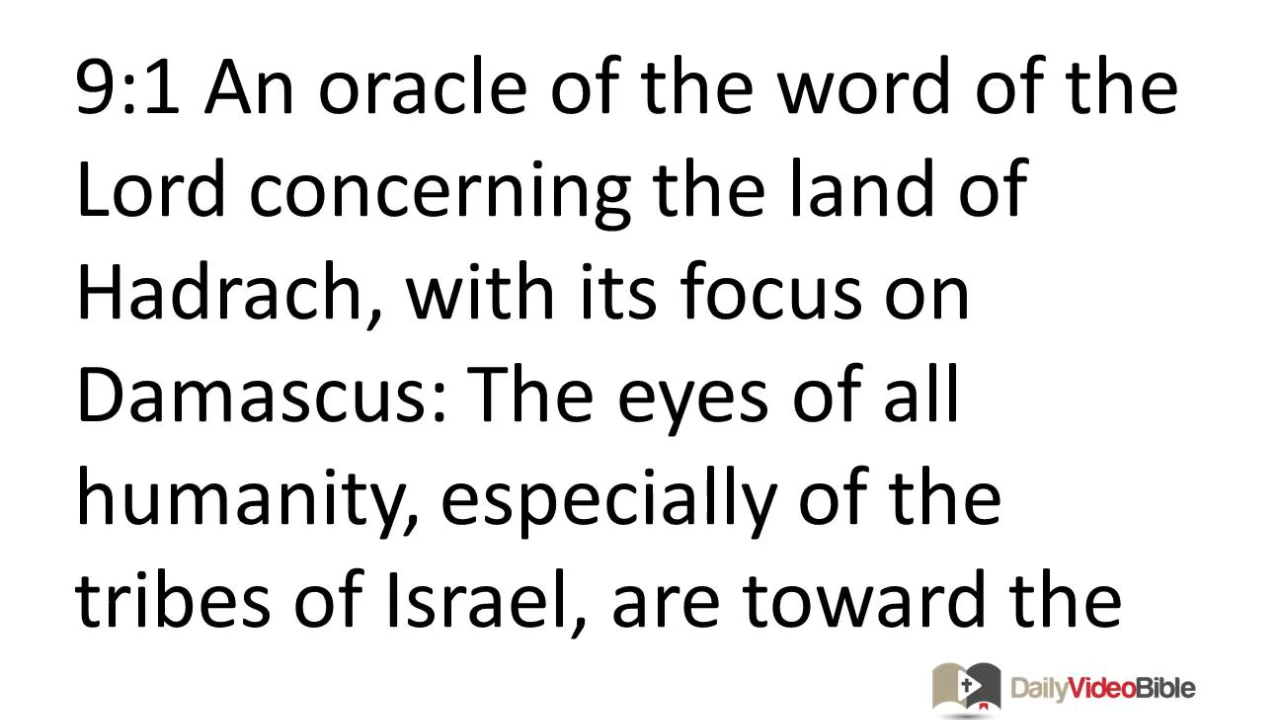 9:1 An oracle of the word of the
Lord concerning the land of
Hadrach, with its focus on
Damascus: The eyes of all
humanity, especially of the
tribes of Israel, are toward the
DailyVideoBible